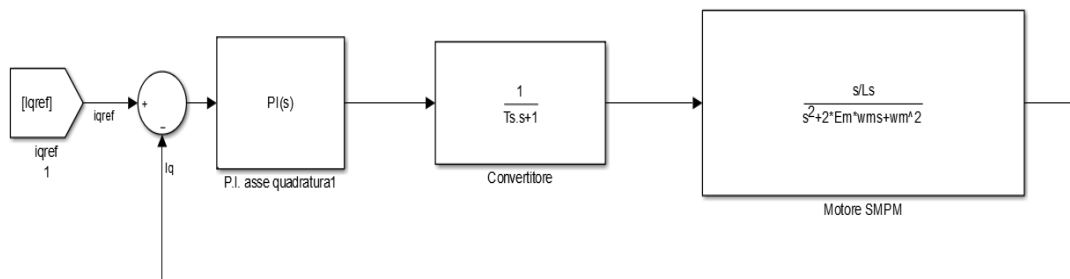 [Iqref]
iqref
1
iqref
+
−
Iq
PI(s)
P.I. asse quadratura1
1
Ts.s+1
Convertitore
s/Ls
s^2+2*Em*wms+wm^2
Motore SMPM